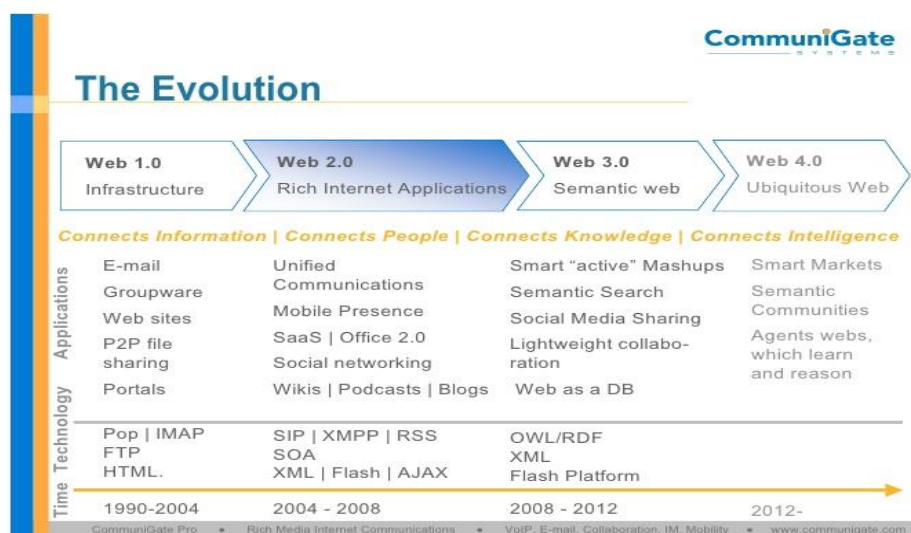 CommuniGate
SYSTEMS
The Evolution
Web 1.0
Infrastructure
Web 2.0
Rich Internet Applications
Web 3.0
Semantic web
Web 4.0
Ubiquitous Web
Connects Information | Connects People | Connects Knowledge | Connects Intelligence
Applications
E-mail
Groupware
Web sites
P2P file
sharing
Portals
Unified
Communications
Mobile Presence
SaaS | Office 2.0
Social networking
Wikis | Podcasts | Blogs
Smart “active” Mashups
Semantic Search
Social Media Sharing
Lightweight collabo-
ration
Web as a DB
Smart Markets
Semantic
Communities
Agents webs,
which learn
and reason
Technology
Pop | IMAP
FTP
HTML.
SIP | XMPP | RSS
SOA
XML | Flash | AJAX
OWL/RDF
XML
Flash Platform
Time
1990-2004
2004 - 2008
2008 - 2012
2012-
CommuniGate Pro • Rich Media Internet Communications • VoIP, E-mail, Collaboration, IM, Mobility • www.communigate.com